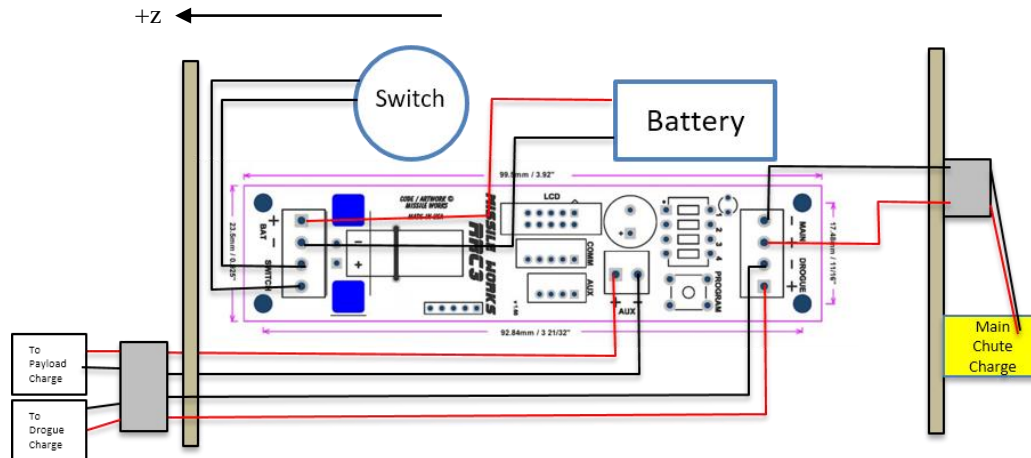 +z
Switch
Battery
99.5mm / 3.92"
CODE / ARTWORK ©
MISSILE WORKS
MADE-IN-USA
MISSILE WORKS
RRC3
LCD
COMM
AUX
AUX
+ -
1
2
3
4
PROGRAM
+
BAT
-
SWITCH
-
MAIN
+
-
DROGUE
+
-
+
+
23.5mm / 0.925"
17.46mm / 11/16"
92.84mm / 3 21/32"
To
Payload
Charge
To
Drogue
Charge
Main
Chute
Charge